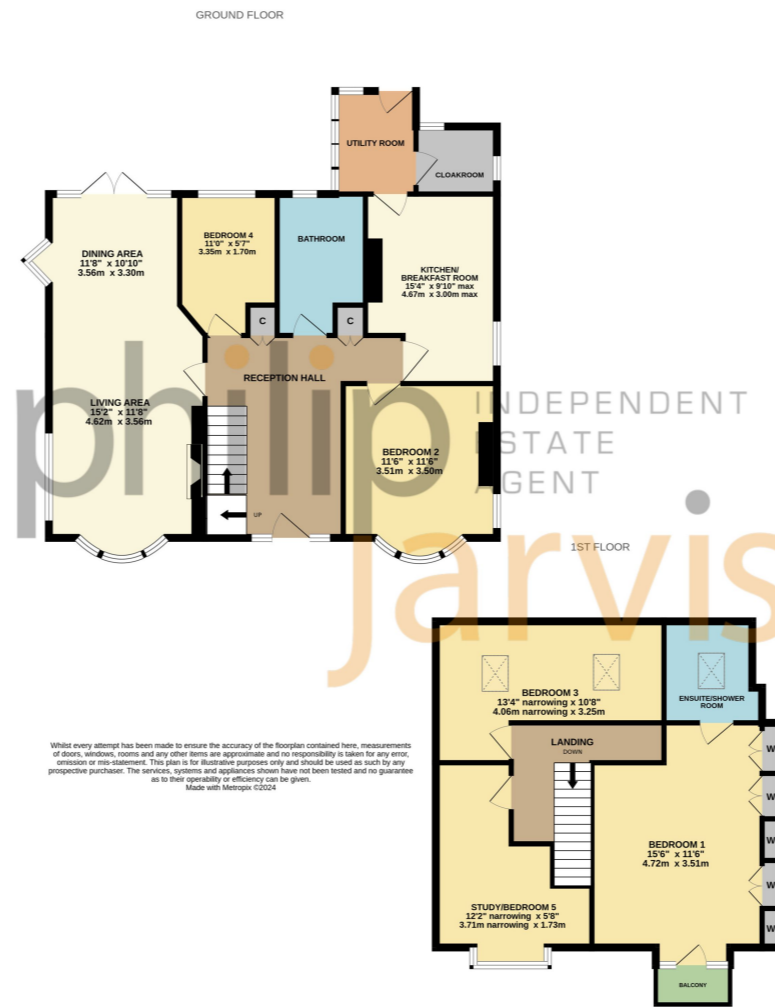 GROUND FLOOR
UTILITY ROOM
CLOAKROOM
DINING AREA
11'8" x 10'10"
3.56m x 3.30m
BEDROOM 4
11'0" x 5'7"
3.35m x 1.70m
BATHROOM
KITCHEN/
BREAKFAST ROOM
15'4" x 9'10" max
4.67m x 3.00m max
C
C
RECEPTION HALL
LIVING AREA
15'2" x 11'8"
4.62m x 3.56m
BEDROOM 2
11'6" x 11'6"
3.51m x 3.50m
UP
philip
jarvis
INDEPENDENT
ESTATE
AGENT
1ST FLOOR
BEDROOM 3
13'4" narrowing x 10'8"
4.06m narrowing x 3.25m
ENSUITE/SHOWER
ROOM
LANDING
DOWN
W
W
W
W
W
BEDROOM 1
15'6" x 11'6"
4.72m x 3.51m
STUDY/BEDROOM 5
12'2" narrowing x 5'8"
3.71m narrowing x 1.73m
BALCONY
Whilst every attempt has been made to ensure the accuracy of the floorplan contained here, measurements
of doors, windows, rooms and any other items are approximate and no responsibility is taken for any error,
omission or mis-statement. This plan is for illustrative purposes only and should be used as such by any
prospective purchaser. The services, systems and appliances shown have not been tested and no guarantee
as to their operability or efficiency can be given.
Made with Metropix ©2024